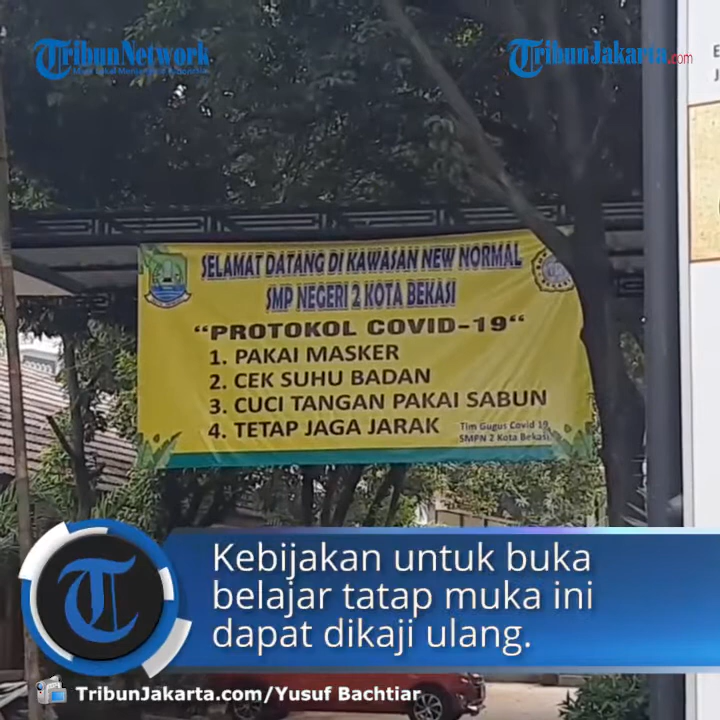 TribunNetwork
TribunJakarta.com
SELAMAT DATANG DI KAWASAN NEW NORMAL
SMP NEGERI 2 KOTA BEKASI
“PROTOKOL COVID-19“
1. PAKAI MASKER
2. CEK SUHU BADAN
3. CUCI TANGAN PAKAI SABUN
4. TETAP JAGA JARAK
Tim Gugus Covid 19
SMPN 2 Kota Bekasi
Kebijakan untuk buka
belajar tatap muka ini
dapat dikaji ulang.
TribunJakarta.com/Yusuf Bachtiar